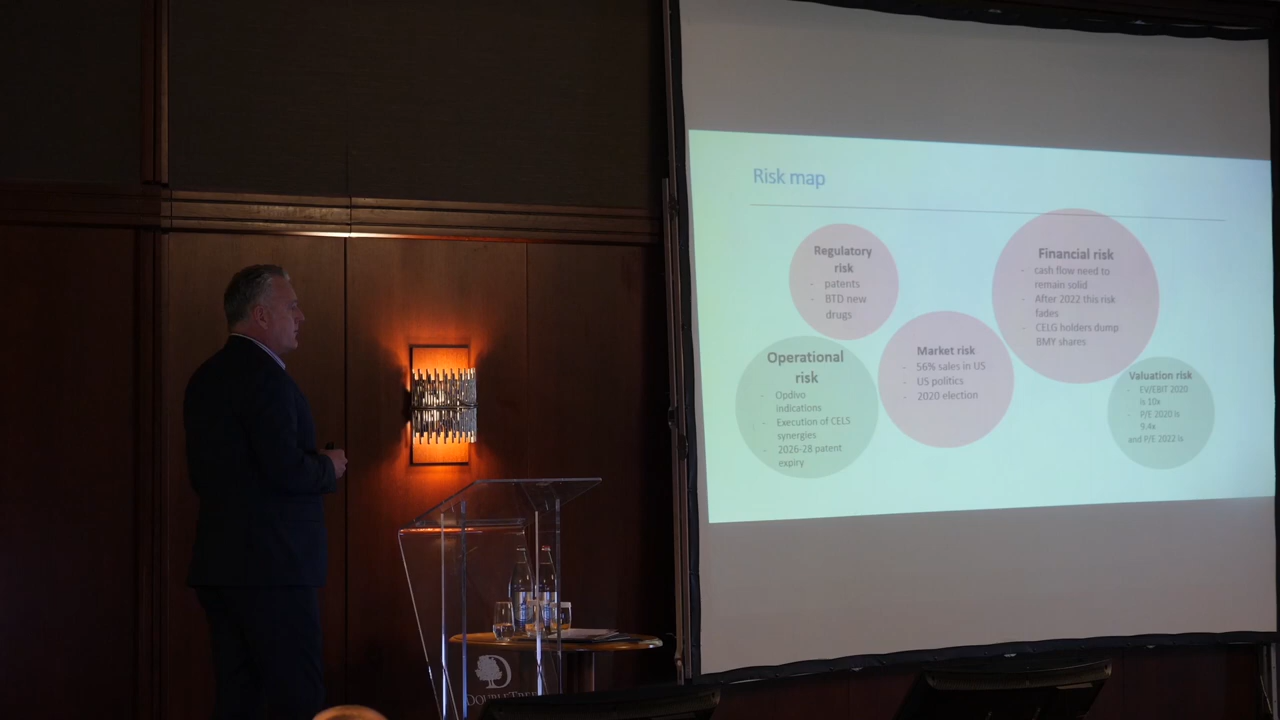 Risk map
Regulatory
risk
- patents
- BTD new
drugs
Financial risk
- cash flow need to
remain solid
- After 2022 this risk
fades
- CELG holders dump
BMY shares
Operational
risk
- Opdivo
indications
- Execution of CELS
synergies
- 2026-28 patent
expiry
Market risk
- 56% sales in US
- US politics
- 2020 election
Valuation risk
- EV/EBIT 2020
is 10x
- P/E 2020 is
9.4x
and P/E 2022 is
D
DOUBLETREE